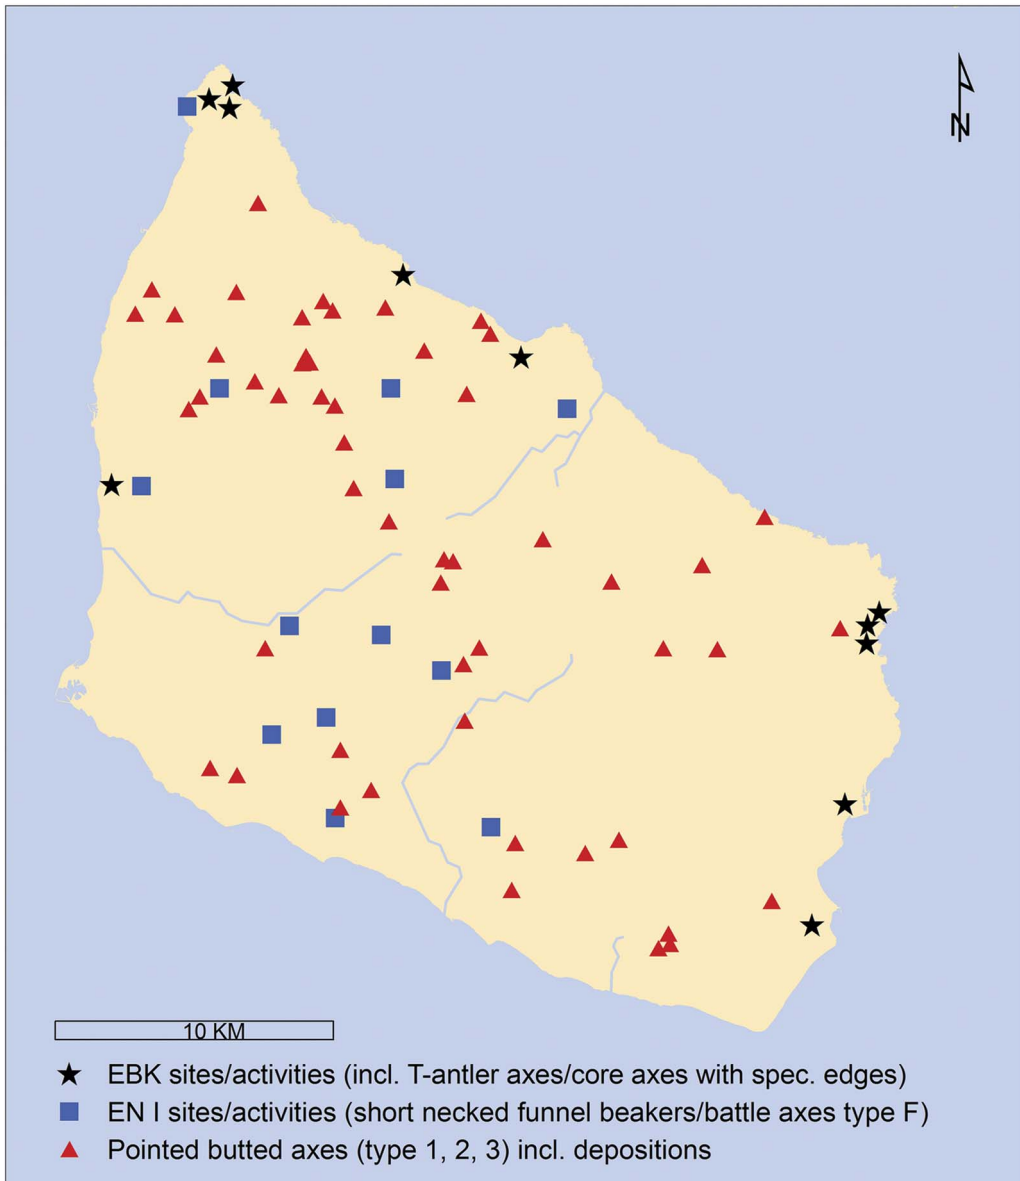 N
10 KM
EBK sites/activities (incl. T-antler axes/core axes with spec. edges)
EN I sites/activities (short necked funnel beakers/battle axes type F)
Pointed butted axes (type 1, 2, 3) incl. depositions